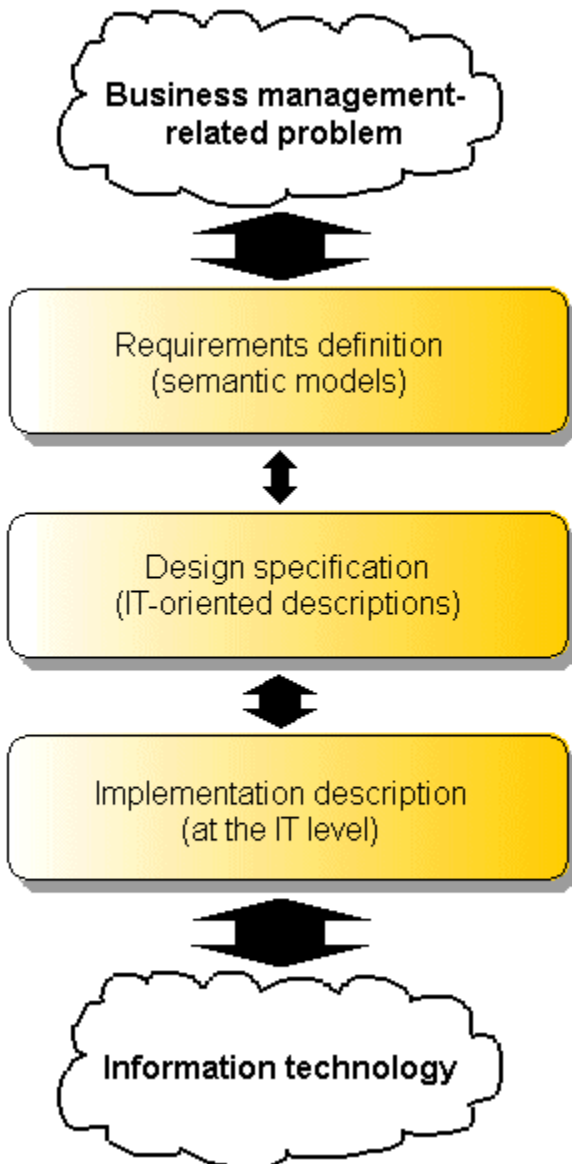 Business management-
related problem
Requirements definition
(semantic models)
Design specification
(IT-oriented descriptions)
Implementation description
(at the IT level)
Information technology